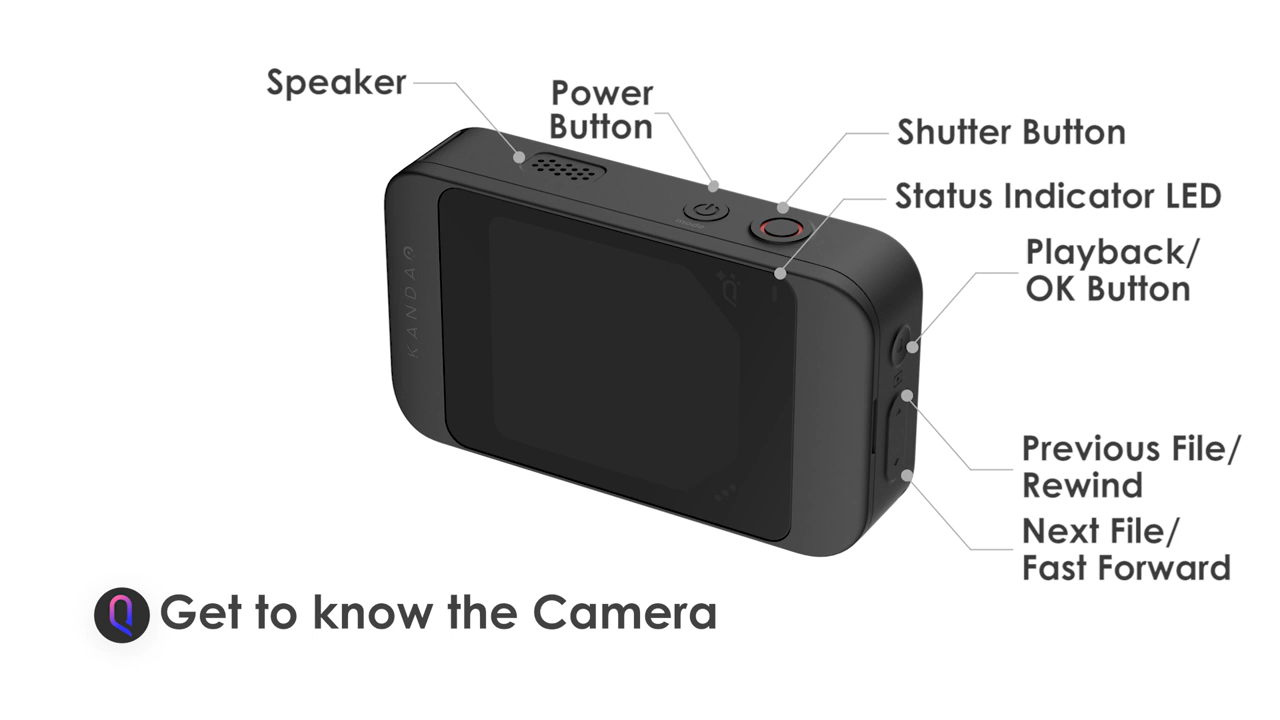 Speaker
Power
Button
Shutter Button
Status Indicator LED
Playback/
OK Button
KANDAO
mode
Previous File/
Rewind
Next File/
Fast Forward
Get to know the Camera